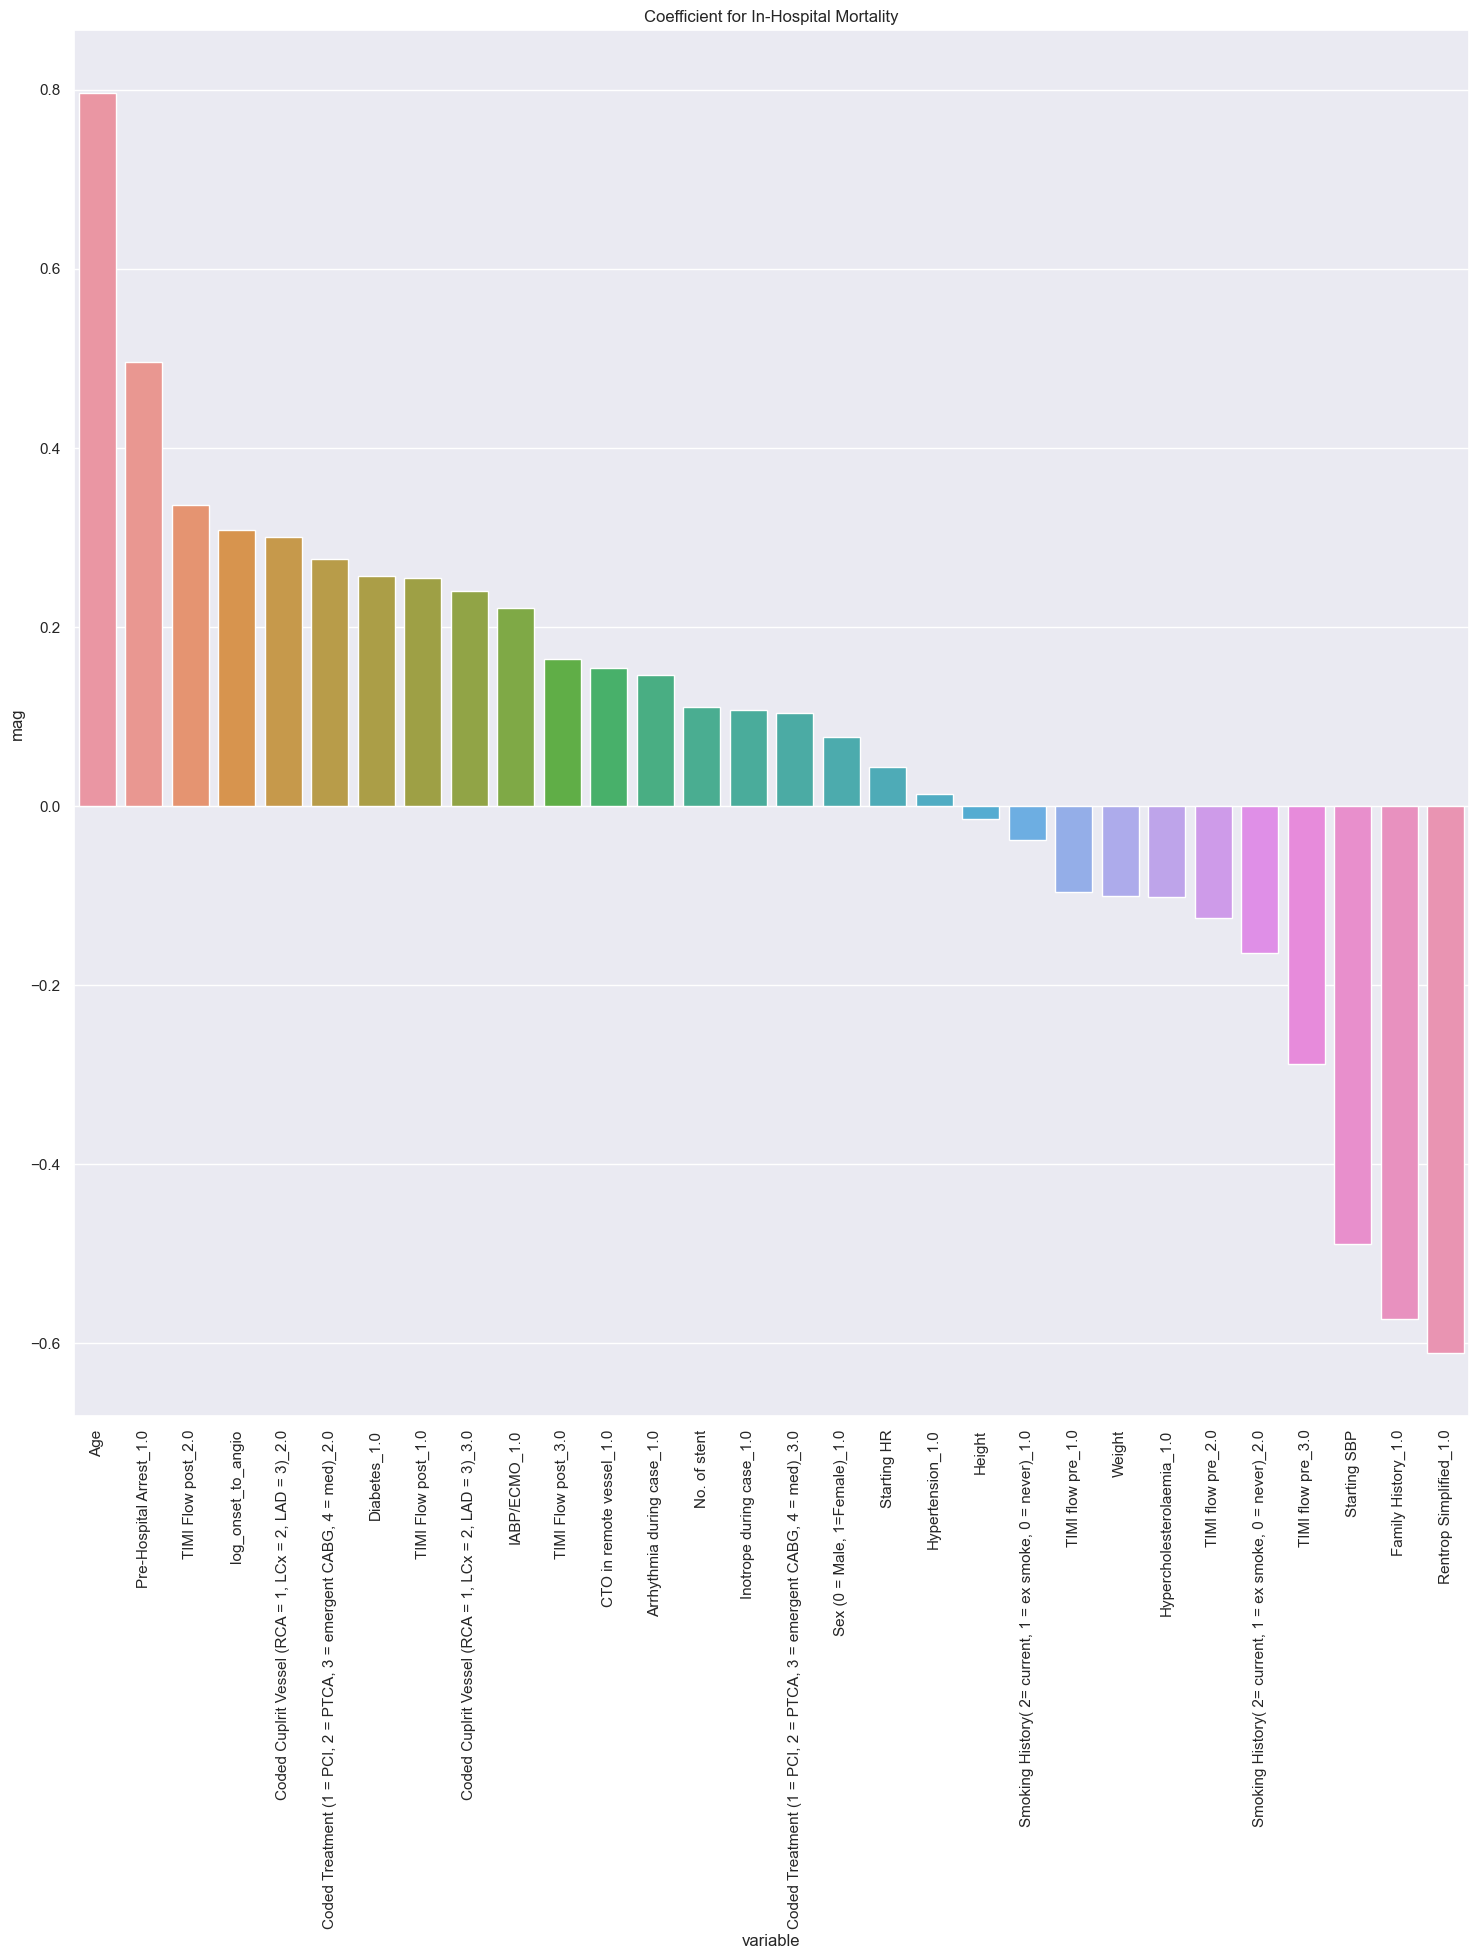 Coefficient for In-Hospital Mortality
0.8
0.6
0.4
0.2
0.0
−0.2
−0.4
−0.6
mag
Age
Pre-Hospital Arrest_1.0
TIMI Flow post_2.0
log_onset_to_angio
Coded Cuplrit Vessel (RCA = 1, LCx = 2, LAD = 3)_2.0
Coded Treatment (1 = PCI, 2 = PTCA, 3 = emergent CABG, 4 = med)_2.0
Diabetes_1.0
TIMI Flow post_1.0
Coded Cuplrit Vessel (RCA = 1, LCx = 2, LAD = 3)_3.0
IABP/ECMO_1.0
TIMI Flow post_3.0
CTO in remote vessel_1.0
Arrhythmia during case_1.0
No. of stent
Inotrope during case_1.0
Coded Treatment (1 = PCI, 2 = PTCA, 3 = emergent CABG, 4 = med)_3.0
Sex (0 = Male, 1=Female)_1.0
Starting HR
Hypertension_1.0
Height
Smoking History( 2= current, 1 = ex smoke, 0 = never)_1.0
TIMI flow pre_1.0
Weight
Hypercholesterolaemia_1.0
TIMI flow pre_2.0
Smoking History( 2= current, 1 = ex smoke, 0 = never)_2.0
TIMI flow pre_3.0
Starting SBP
Family History_1.0
Rentrop Simplified_1.0
variable